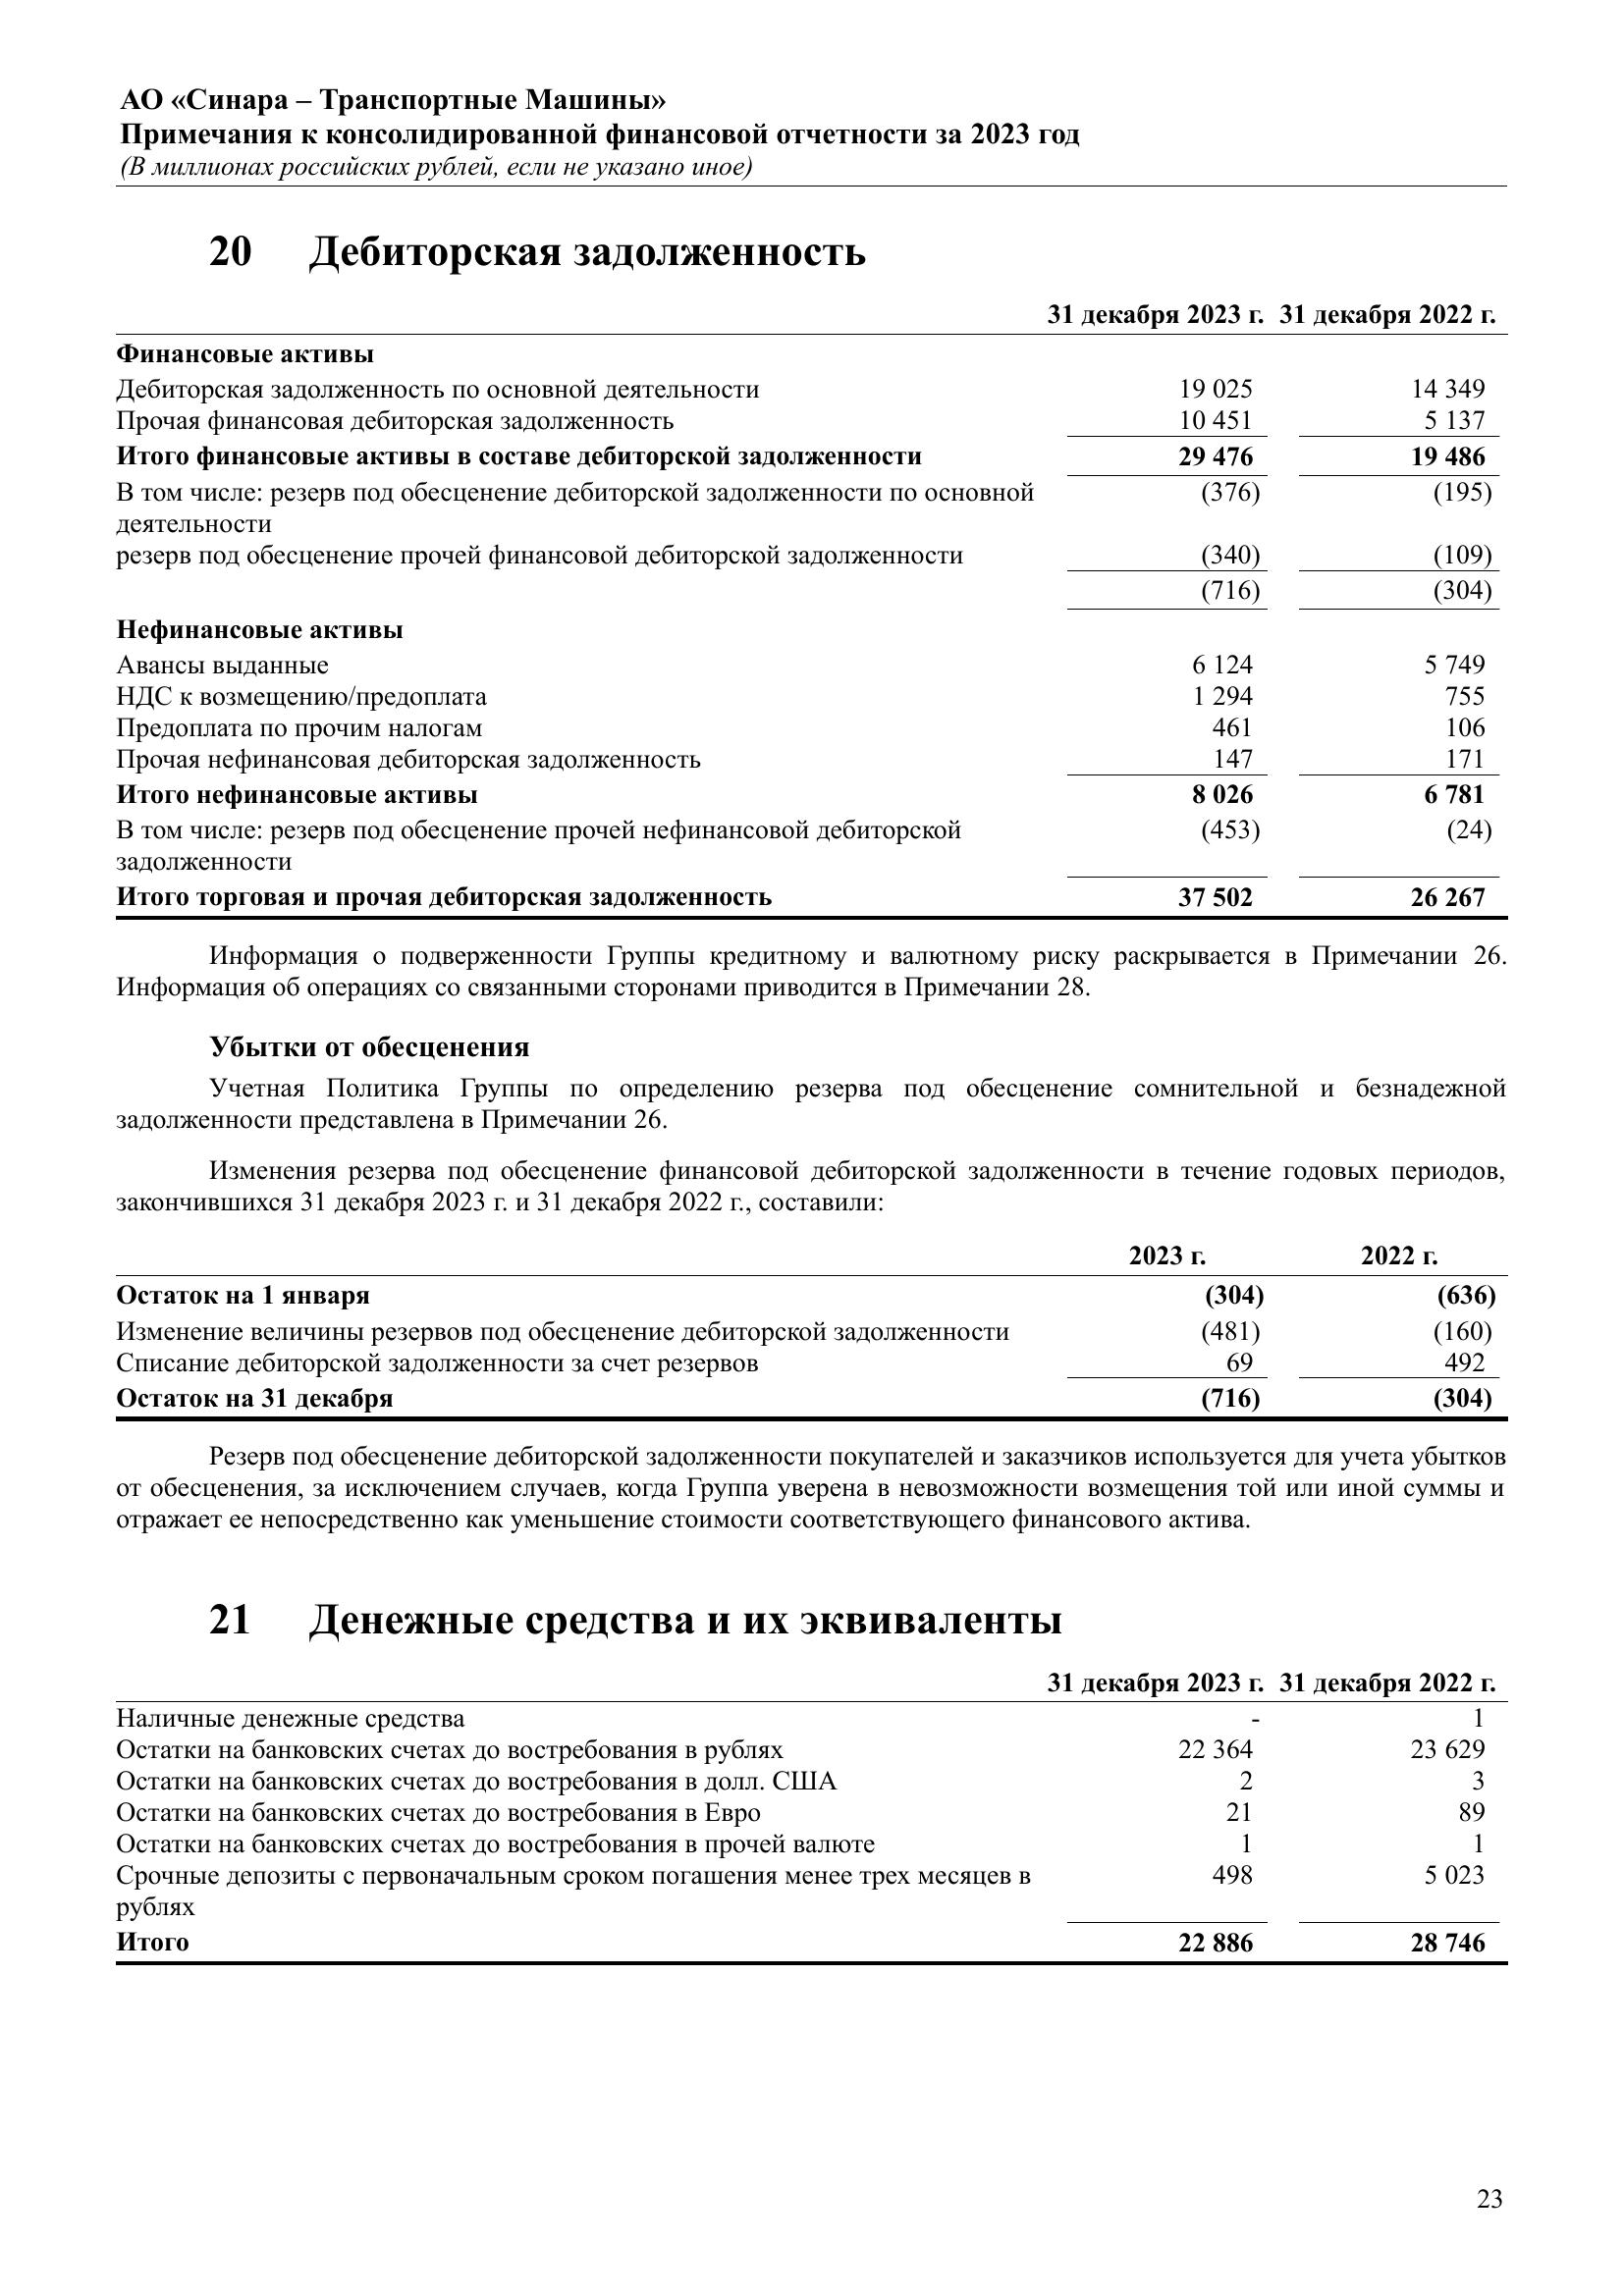 АО «Синара – Транспортные Машины»
Примечания к консолидированной финансовой отчетности за 2023 год
(В миллионах российских рублей, если не указано иное)
20 Дебиторская задолженность
31 декабря 2023 г. 31 декабря 2022 г.
Финансовые активы
Дебиторская задолженность по основной деятельности 19 025 14 349
Прочая финансовая дебиторская задолженность 10 451 5 137
Итого финансовые активы в составе дебиторской задолженности 29 476 19 486
В том числе: резерв под обесценение дебиторской задолженности по основной (376) (195)
деятельности
резерв под обесценение прочей финансовой дебиторской задолженности (340) (109)
(716) (304)
Нефинансовые активы
Авансы выданные 6 124 5 749
НДС к возмещению/предоплата 1 294 755
Предоплата по прочим налогам 461 106
Прочая нефинансовая дебиторская задолженность 147 171
Итого нефинансовые активы 8 026 6 781
В том числе: резерв под обесценение прочей нефинансовой дебиторской (453) (24)
задолженности
Итого торговая и прочая дебиторская задолженность 37 502 26 267
Информация о подверженности Группы кредитному и валютному риску раскрывается в Примечании 26.
Информация об операциях со связанными сторонами приводится в Примечании 28.
Убытки от обесценения
Учетная Политика Группы по определению резерва под обесценение сомнительной и безнадежной
задолженности представлена в Примечании 26.
Изменения резерва под обесценение финансовой дебиторской задолженности в течение годовых периодов,
закончившихся 31 декабря 2023 г. и 31 декабря 2022 г., составили:
2023 г. 2022 г.
Остаток на 1 января (304) (636)
Изменение величины резервов под обесценение дебиторской задолженности (481) (160)
Списание дебиторской задолженности за счет резервов 69 492
Остаток на 31 декабря (716) (304)
Резерв под обесценение дебиторской задолженности покупателей и заказчиков используется для учета убытков
от обесценения, за исключением случаев, когда Группа уверена в невозможности возмещения той или иной суммы и
отражает ее непосредственно как уменьшение стоимости соответствующего финансового актива.
21 Денежные средства и их эквиваленты
31 декабря 2023 г. 31 декабря 2022 г.
Наличные денежные средства - 1
Остатки на банковских счетах до востребования в рублях 22 364 23 629
Остатки на банковских счетах до востребования в долл. США 2 3
Остатки на банковских счетах до востребования в Евро 21 89
Остатки на банковских счетах до востребования в прочей валюте 1 1
Срочные депозиты с первоначальным сроком погашения менее трех месяцев в 498 5 023
рублях
Итого 22 886 28 746
23